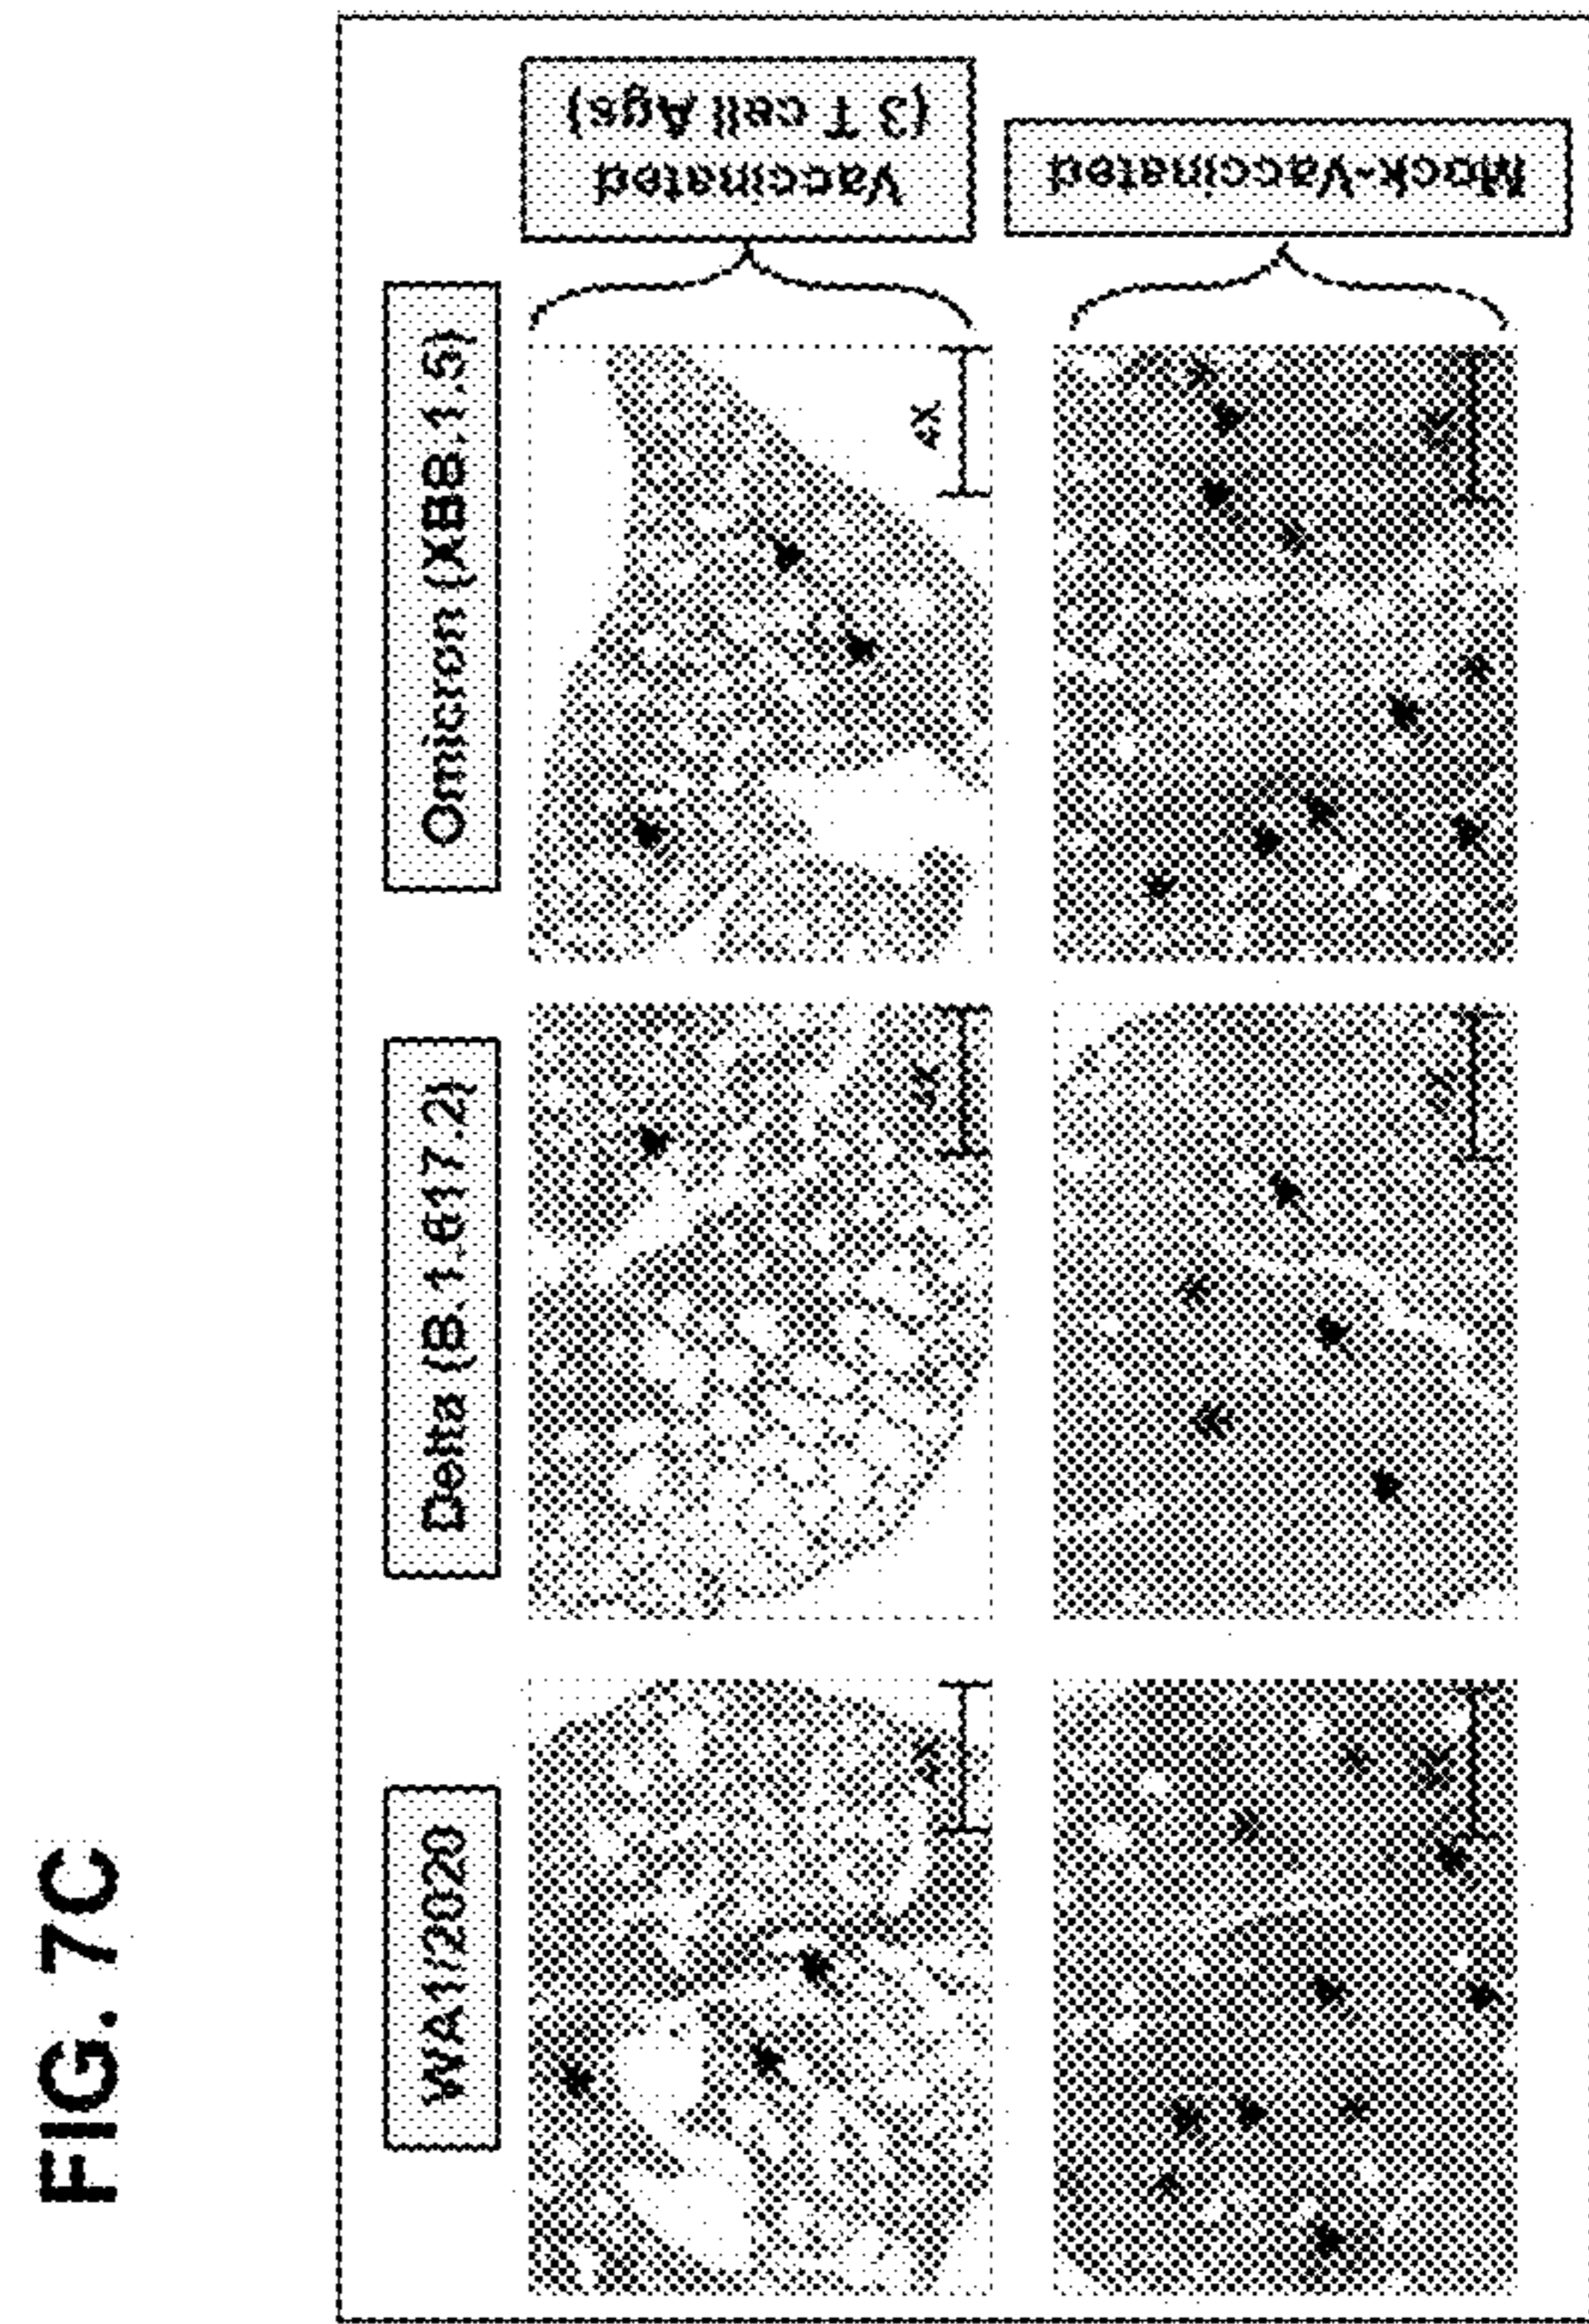 FIG. 7C
WA1/2020
Delta (B.1.617.2)
Omicron (XBB.1.5)
4X
4X
4X
Vaccinated
(3 T cell Ags)
4X
4X
Mock-Vaccinated